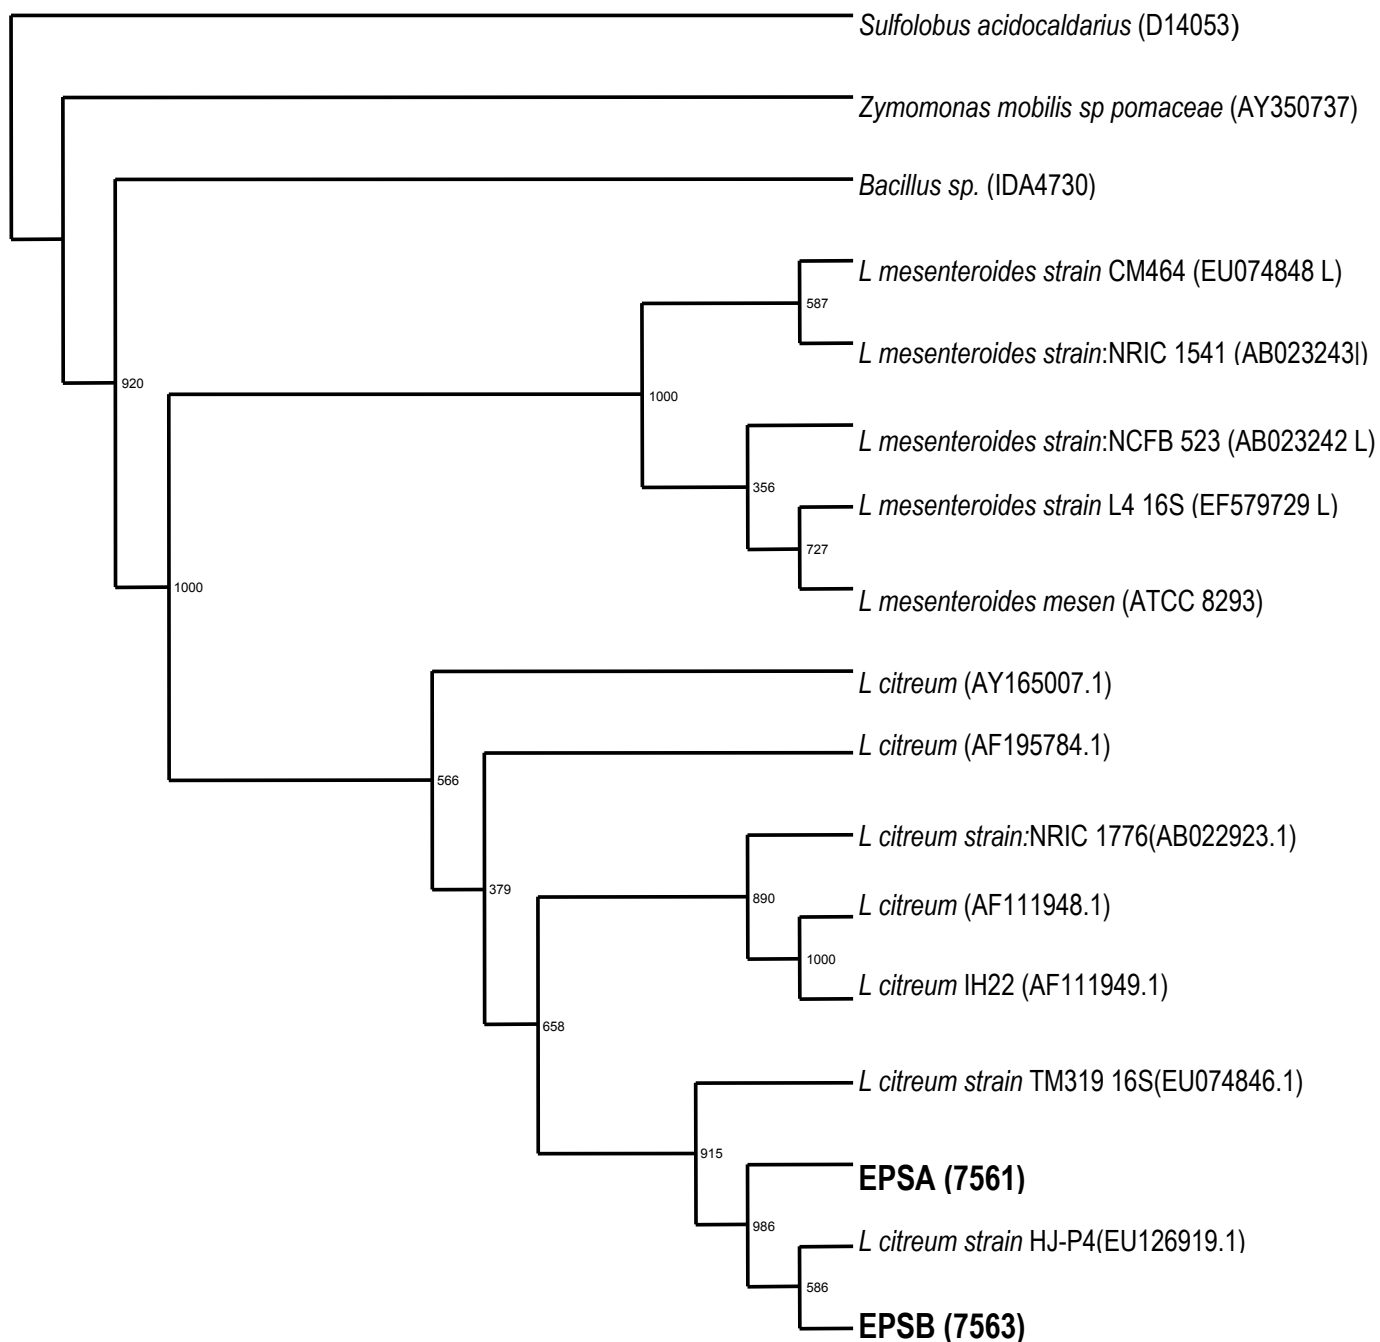 Sulfolobus acidocaldarius (D14053)
Zymomonas mobilis sp pomaceae (AY350737)
Bacillus sp. (IDA4730)
L mesenteroides strain CM464 (EU074848 L)
587
L mesenteroides strain:NRIC 1541 (AB023243l)
920
1000
L mesenteroides strain:NCFB 523 (AB023242 L)
356
L mesenteroides strain L4 16S (EF579729 L)
727
1000
L mesenteroides mesen (ATCC 8293)
L citreum (AY165007.1)
L citreum (AF195784.1)
566
L citreum strain:NRIC 1776(AB022923.1)
379
890
L citreum (AF111948.1)
1000
L citreum IH22 (AF111949.1)
658
L citreum strain TM319 16S(EU074846.1)
915
EPSA (7561)
986
L citreum strain HJ-P4(EU126919.1)
586
EPSB (7563)